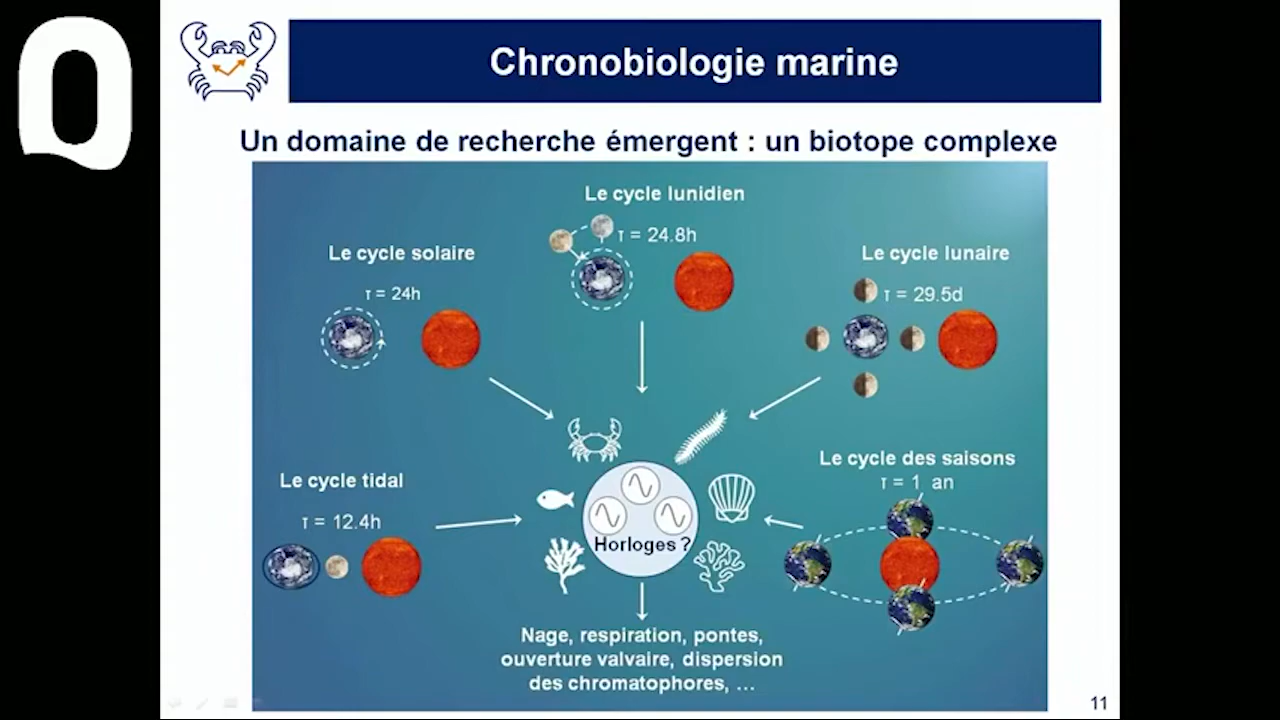 Chronobiologie marine
Un domaine de recherche émergent : un biotope complexe
Le cycle lunidien
τ = 24.8h
Le cycle solaire
τ = 24h
Le cycle lunaire
τ = 29.5d
Le cycle tidal
τ = 12.4h
Le cycle des saisons
τ = 1 an
Horloges ?
Nage, respiration, pontes,
ouverture valvaire, dispersion
des chromatophores, …
11